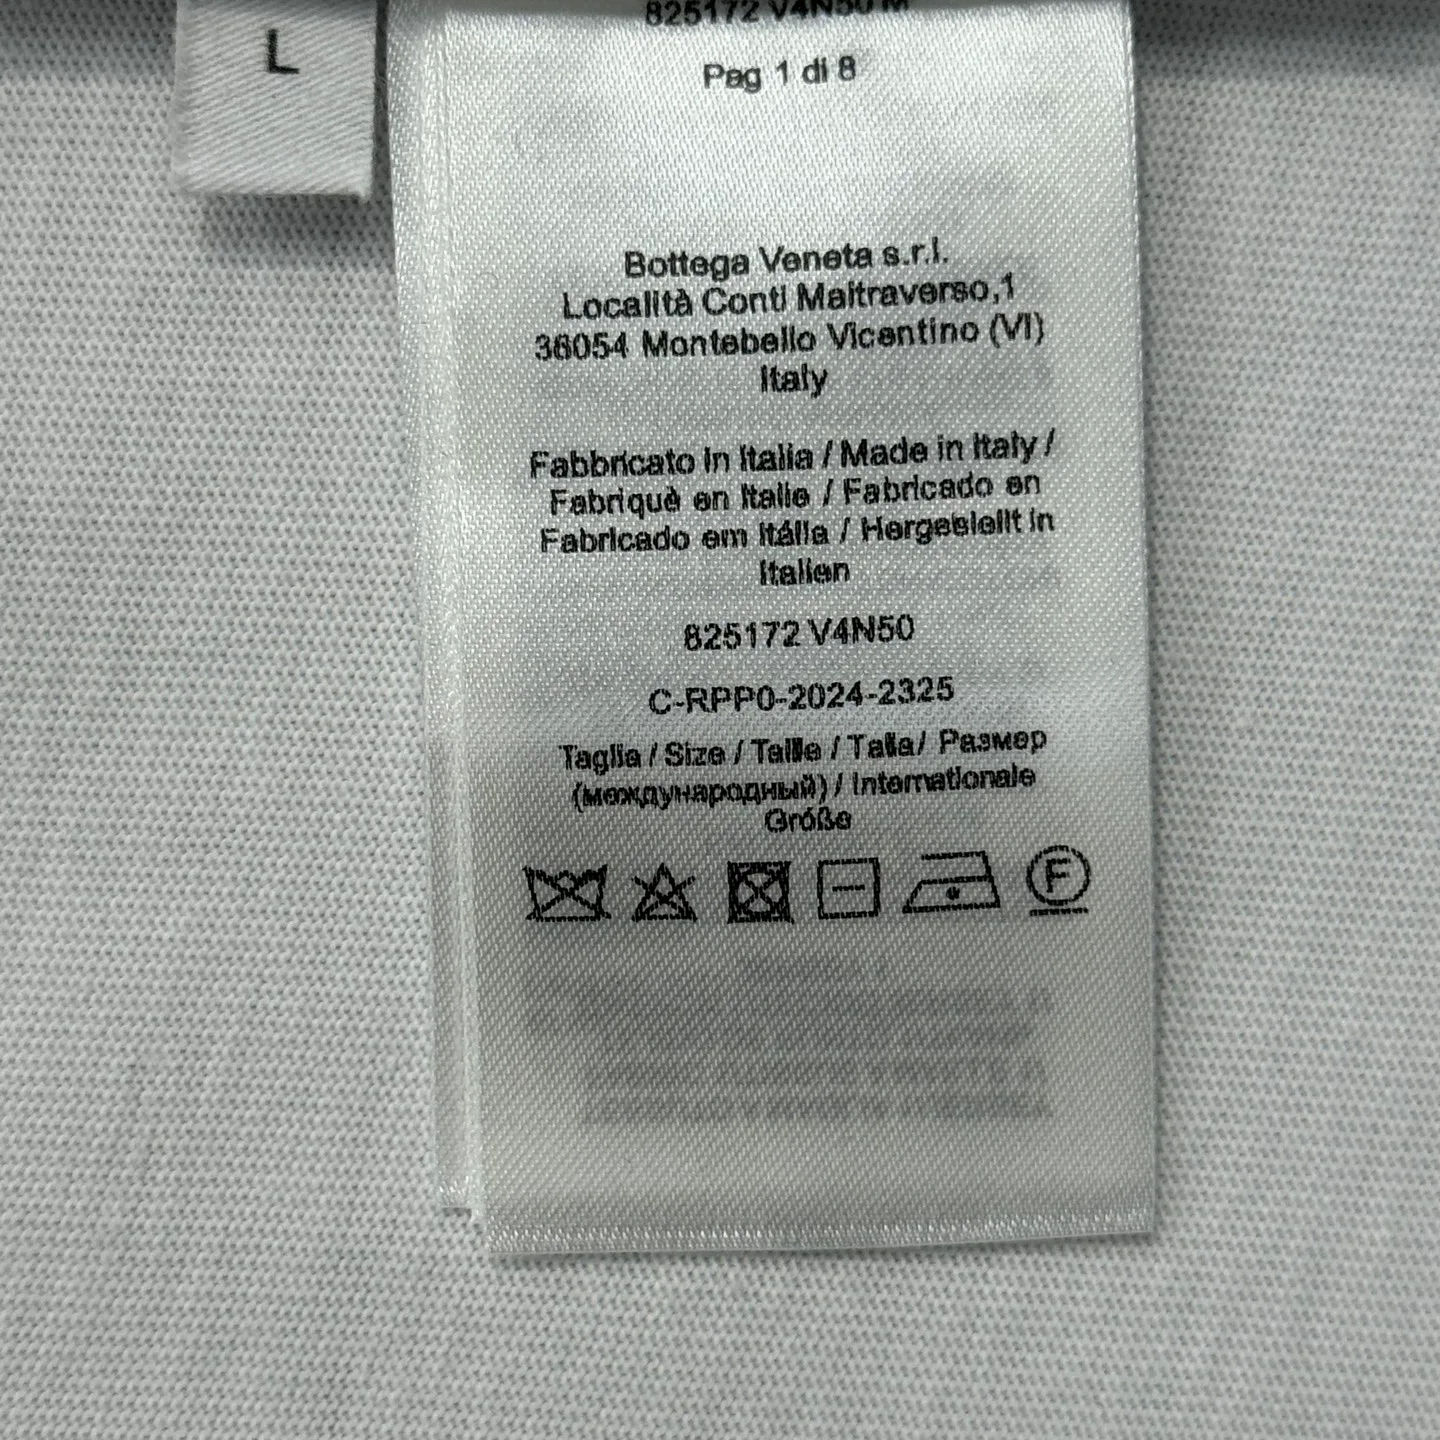 L
825172 V4N50 M
Pag 1 di 8
Bottega Veneta s.r.l.
Località Conti Maltraverso,1
36054 Montebello Vicentino (VI)
Italy
Fabbricato in Italia / Made in Italy /
Fabriquè en Italie / Fabricado en
Fabricado em Itália / Hergestellt in
Italien
825172 V4N50
C-RPP0-2024-2325
Taglia / Size / Taille / Talla/ Размер
(международный) / Internationale
Größe
F